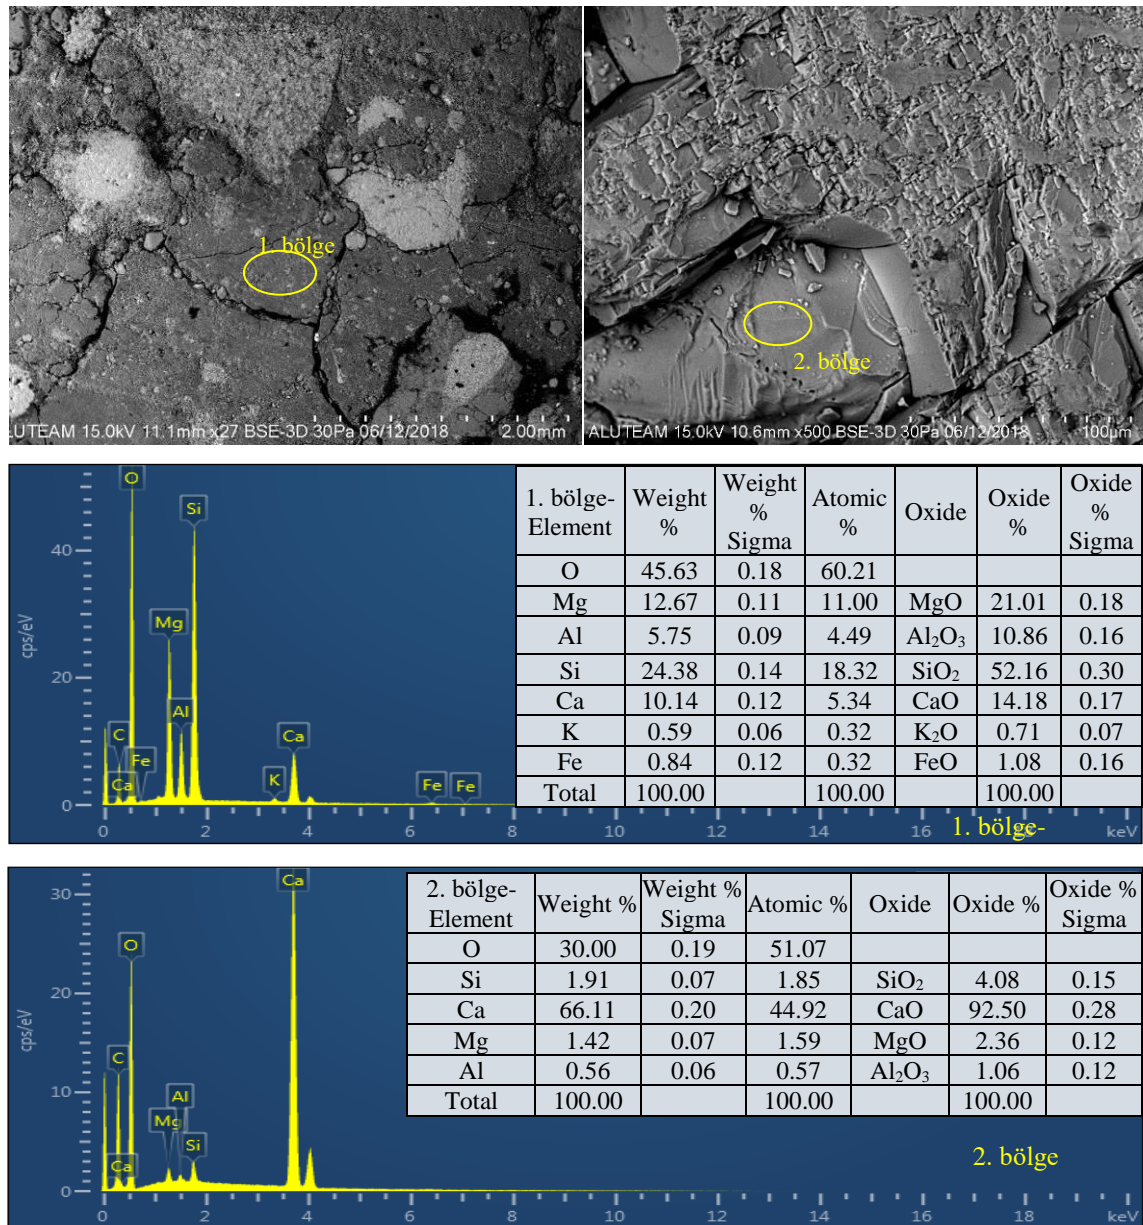 1. bölge
LUTEAM 15.0kV 11.1mm x27 BSE-3D 30Pa 06/12/2018 2.00mm
2. bölge
ALUTEAM 15.0kV 10.6mm x500 BSE-3D 30Pa 06/12/2018 100µm
1. bölge-Element Weight % Weight % Sigma Atomic % Oxide Oxide % Oxide % Sigma
O 45.63 0.18 60.21
Mg 12.67 0.11 11.00 MgO 21.01 0.18
Al 5.75 0.09 4.49 Al₂O₃ 10.86 0.16
Si 24.38 0.14 18.32 SiO₂ 52.16 0.30
Ca 10.14 0.12 5.34 CaO 14.18 0.17
K 0.59 0.06 0.32 K₂O 0.71 0.07
Fe 0.84 0.12 0.32 FeO 1.08 0.16
Total 100.00 100.00 100.00
cps/eV
40
20
0
O
Si
Mg
Al
C
Fe
Ca
Ca
K
Fe
Fe
0 2 4 6 8 10 12 14 16 18 keV
1. bölge-
2. bölge-Element Weight % Weight % Sigma Atomic % Oxide Oxide % Oxide % Sigma
O 30.00 0.19 51.07
Si 1.91 0.07 1.85 SiO₂ 4.08 0.15
Ca 66.11 0.20 44.92 CaO 92.50 0.28
Mg 1.42 0.07 1.59 MgO 2.36 0.12
Al 0.56 0.06 0.57 Al₂O₃ 1.06 0.12
Total 100.00 100.00 100.00
cps/eV
30
20
10
0
Ca
O
C
Al
Mg
Si
Ca
0 2 4 6 8 10 12 14 16 18 keV
2. bölge